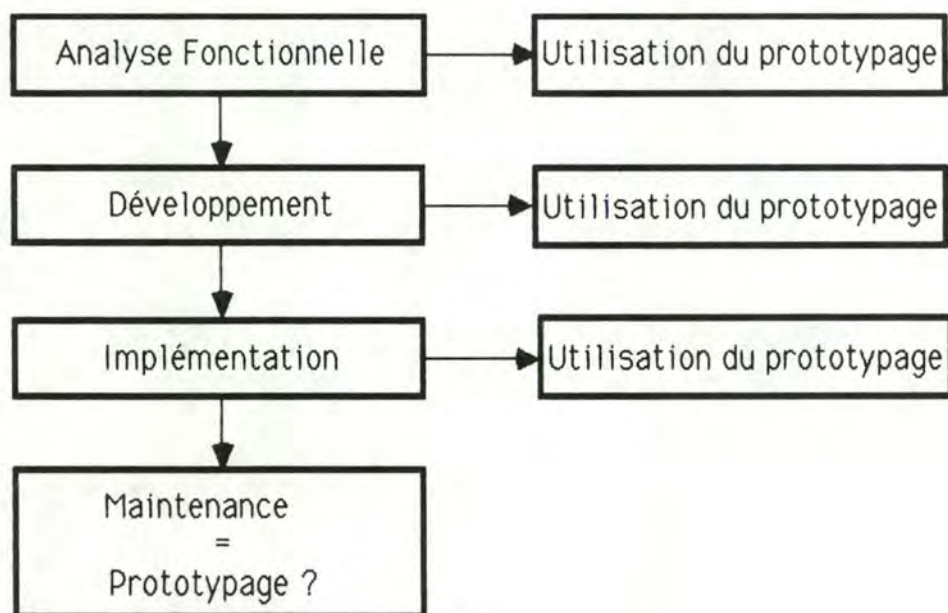 Analyse Fonctionnelle
Utilisation du prototypage
Développement
Utilisation du prototypage
Implémentation
Utilisation du prototypage
Maintenance
=
Prototypage ?